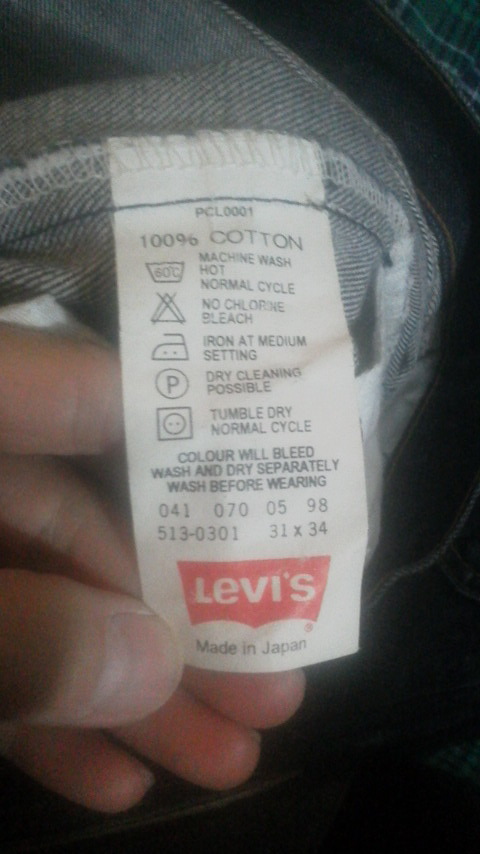 PCL0001
100% COTTON
60C
MACHINE WASH
HOT
NORMAL CYCLE
NO CHLORINE
BLEACH
IRON AT MEDIUM
SETTING
P
DRY CLEANING
POSSIBLE
TUMBLE DRY
NORMAL CYCLE
COLOUR WILL BLEED
WASH AND DRY SEPARATELY
WASH BEFORE WEARING
041 070 05 98
513-0301 31 x 34
Levi's
®
Made in Japan